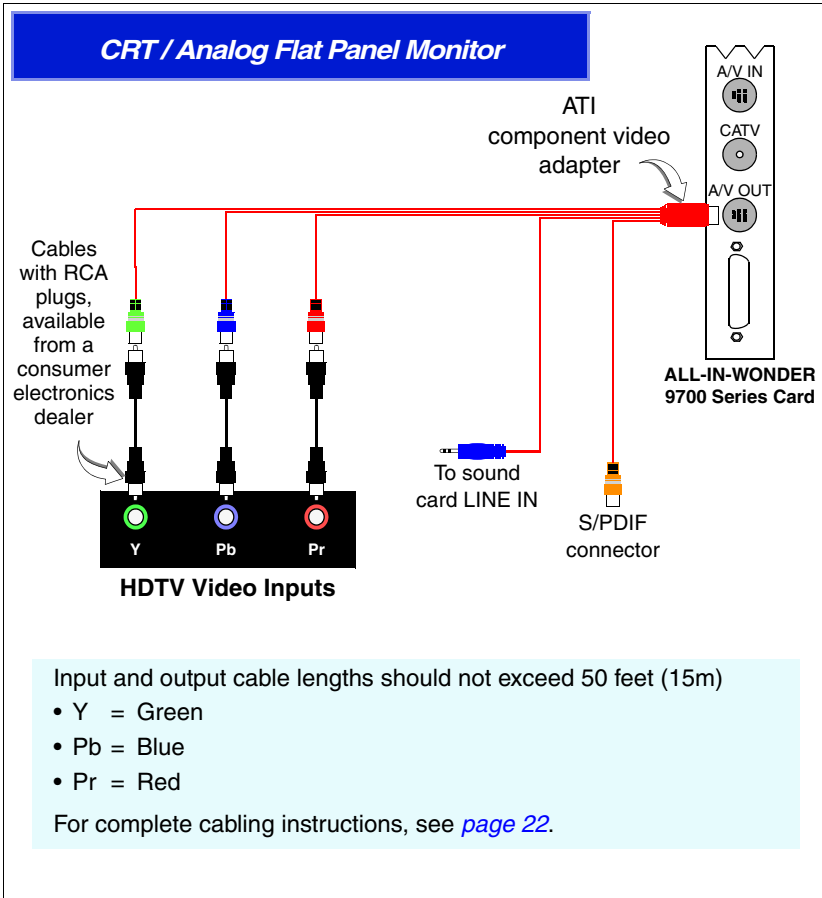 CRT / Analog Flat Panel Monitor
A/V IN
CATV
A/V OUT
ATI
component video
adapter
Cables
with RCA
plugs,
available
from a
consumer
electronics
dealer
ALL-IN-WONDER
9700 Series Card
To sound
card LINE IN
S/PDIF
connector
Y Pb Pr
HDTV Video Inputs
Input and output cable lengths should not exceed 50 feet (15m)
• Y = Green
• Pb = Blue
• Pr = Red
For complete cabling instructions, see page 22.